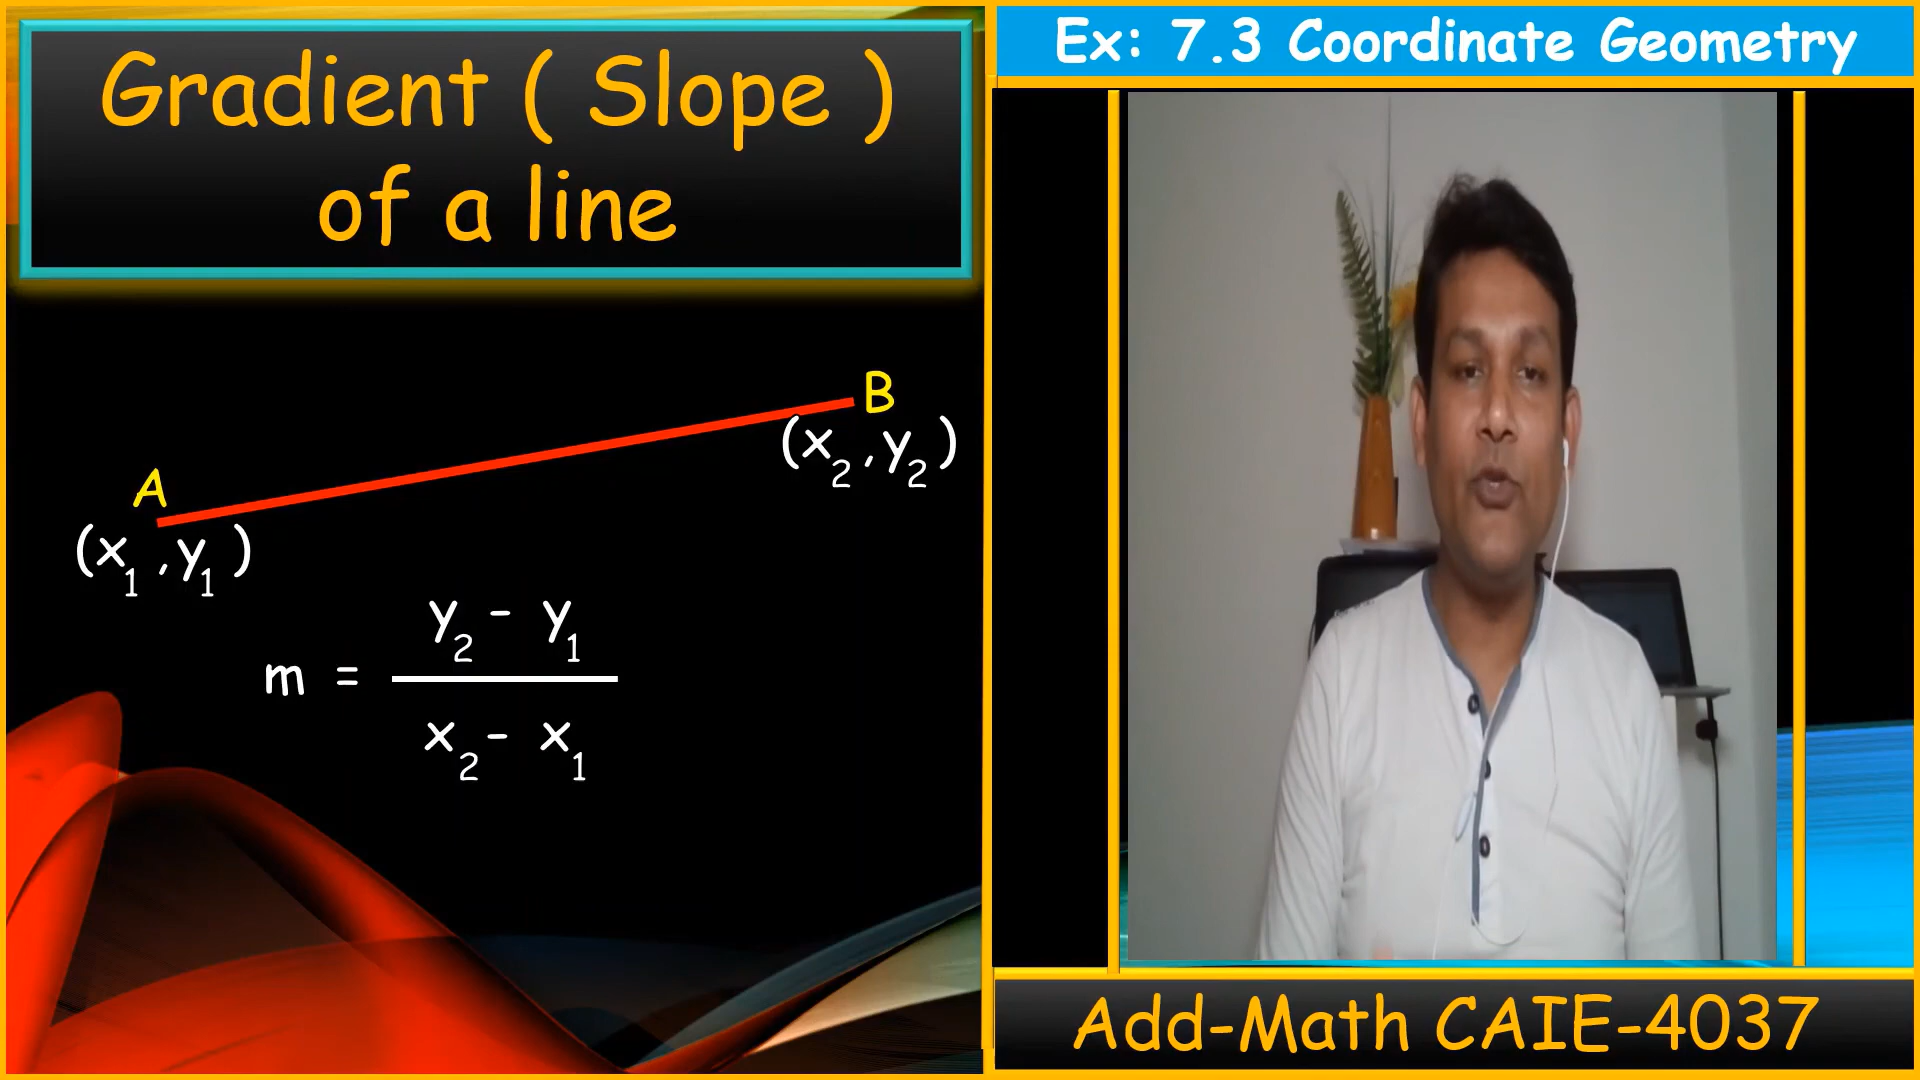 Gradient ( Slope )
of a line
Ex: 7.3 Coordinate Geometry
B
(x₂,y₂)
A
(x₁,y₁)
m = y₂ - y₁
x₂ - x₁
Add-Math CAIE-4037